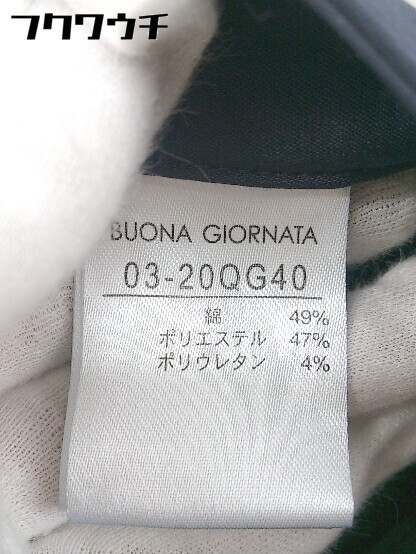 フクワウチ
BUONA GIORNATA
03-20QG40
綿 49%
ポリエステル 47%
ポリウレタン 4%